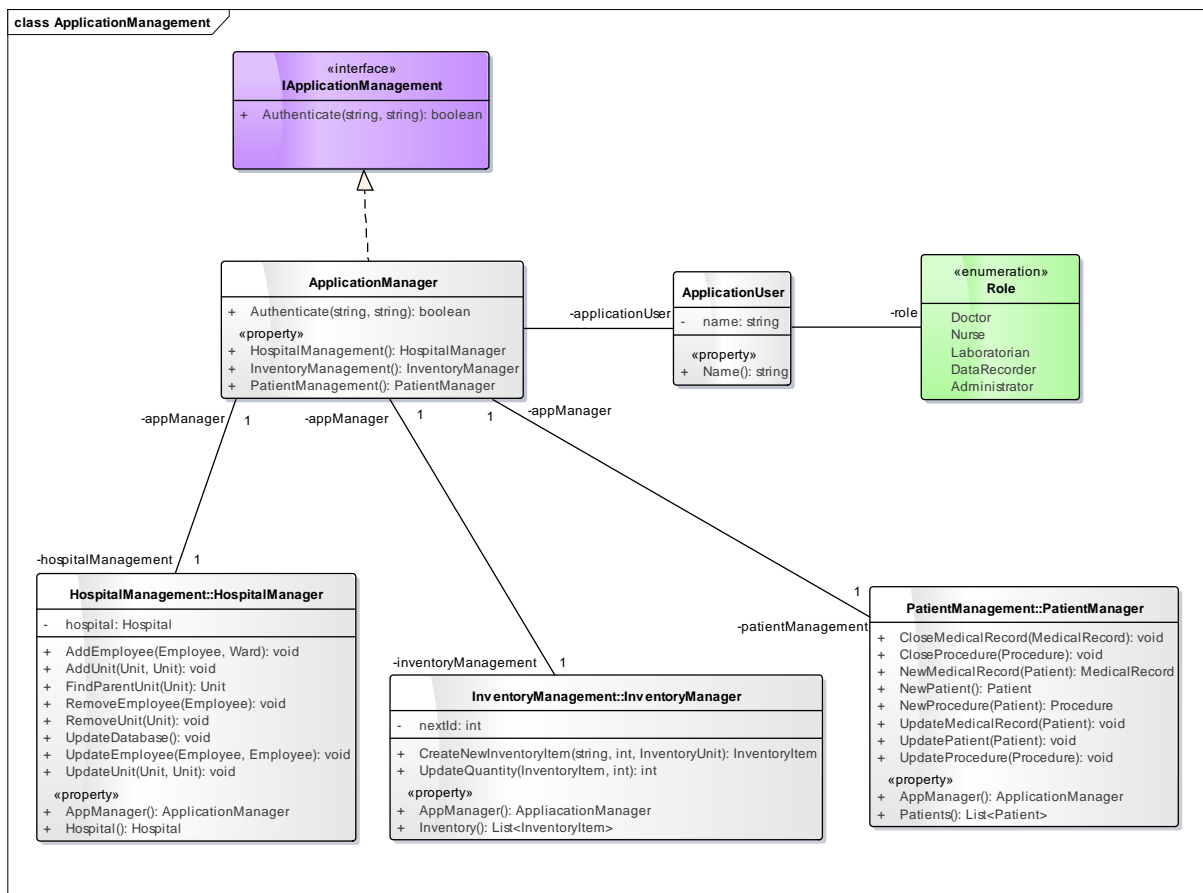 class ApplicationManagement
«interface»
IApplicationManagement
+ Authenticate(string, string): boolean
ApplicationManager
+ Authenticate(string, string): boolean
«property»
+ HospitalManagement(): HospitalManager
+ InventoryManagement(): InventoryManager
+ PatientManagement(): PatientManager
-applicationUser
ApplicationUser
- name: string
«property»
+ Name(): string
-role
«enumeration»
Role
Doctor
Nurse
Laboratorian
DataRecorder
Administrator
-appManager 1
-appManager 1
1 -appManager
-hospitalManagement 1
HospitalManagement::HospitalManager
- hospital: Hospital
+ AddEmployee(Employee, Ward): void
+ AddUnit(Unit, Unit): void
+ FindParentUnit(Unit): Unit
+ RemoveEmployee(Employee): void
+ RemoveUnit(Unit): void
+ UpdateDatabase(): void
+ UpdateEmployee(Employee, Employee): void
+ UpdateUnit(Unit, Unit): void
«property»
+ AppManager(): ApplicationManager
+ Hospital(): Hospital
-inventoryManagement 1
InventoryManagement::InventoryManager
- nextId: int
+ CreateNewInventoryItem(string, int, InventoryUnit): InventoryItem
+ UpdateQuantity(InventoryItem, int): int
«property»
+ AppManager(): AppliacationManager
+ Inventory(): List<InventoryItem>
1
-patientManagement
PatientManagement::PatientManager
+ CloseMedicalRecord(MedicalRecord): void
+ CloseProcedure(Procedure): void
+ NewMedicalRecord(Patient): MedicalRecord
+ NewPatient(): Patient
+ NewProcedure(Patient): Procedure
+ UpdateMedicalRecord(Patient): void
+ UpdatePatient(Patient): void
+ UpdateProcedure(Procedure): void
«property»
+ AppManager(): ApplicationManager
+ Patients(): List<Patient>